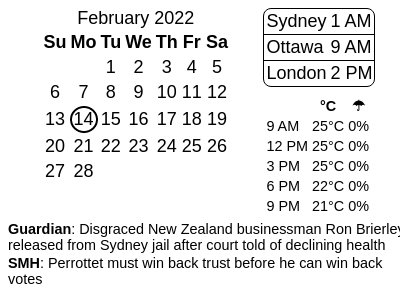 February 2022
Su Mo Tu We Th Fr Sa
1 2 3 4 5
6 7 8 9 10 11 12
13 14 15 16 17 18 19
20 21 22 23 24 25 26
27 28
Sydney 1 AM
Ottawa 9 AM
London 2 PM
°C ☂
9 AM 25°C 0%
12 PM 25°C 0%
3 PM 25°C 0%
6 PM 22°C 0%
9 PM 21°C 0%
Guardian: Disgraced New Zealand businessman Ron Brierley
released from Sydney jail after court told of declining health
SMH: Perrottet must win back trust before he can win back
votes